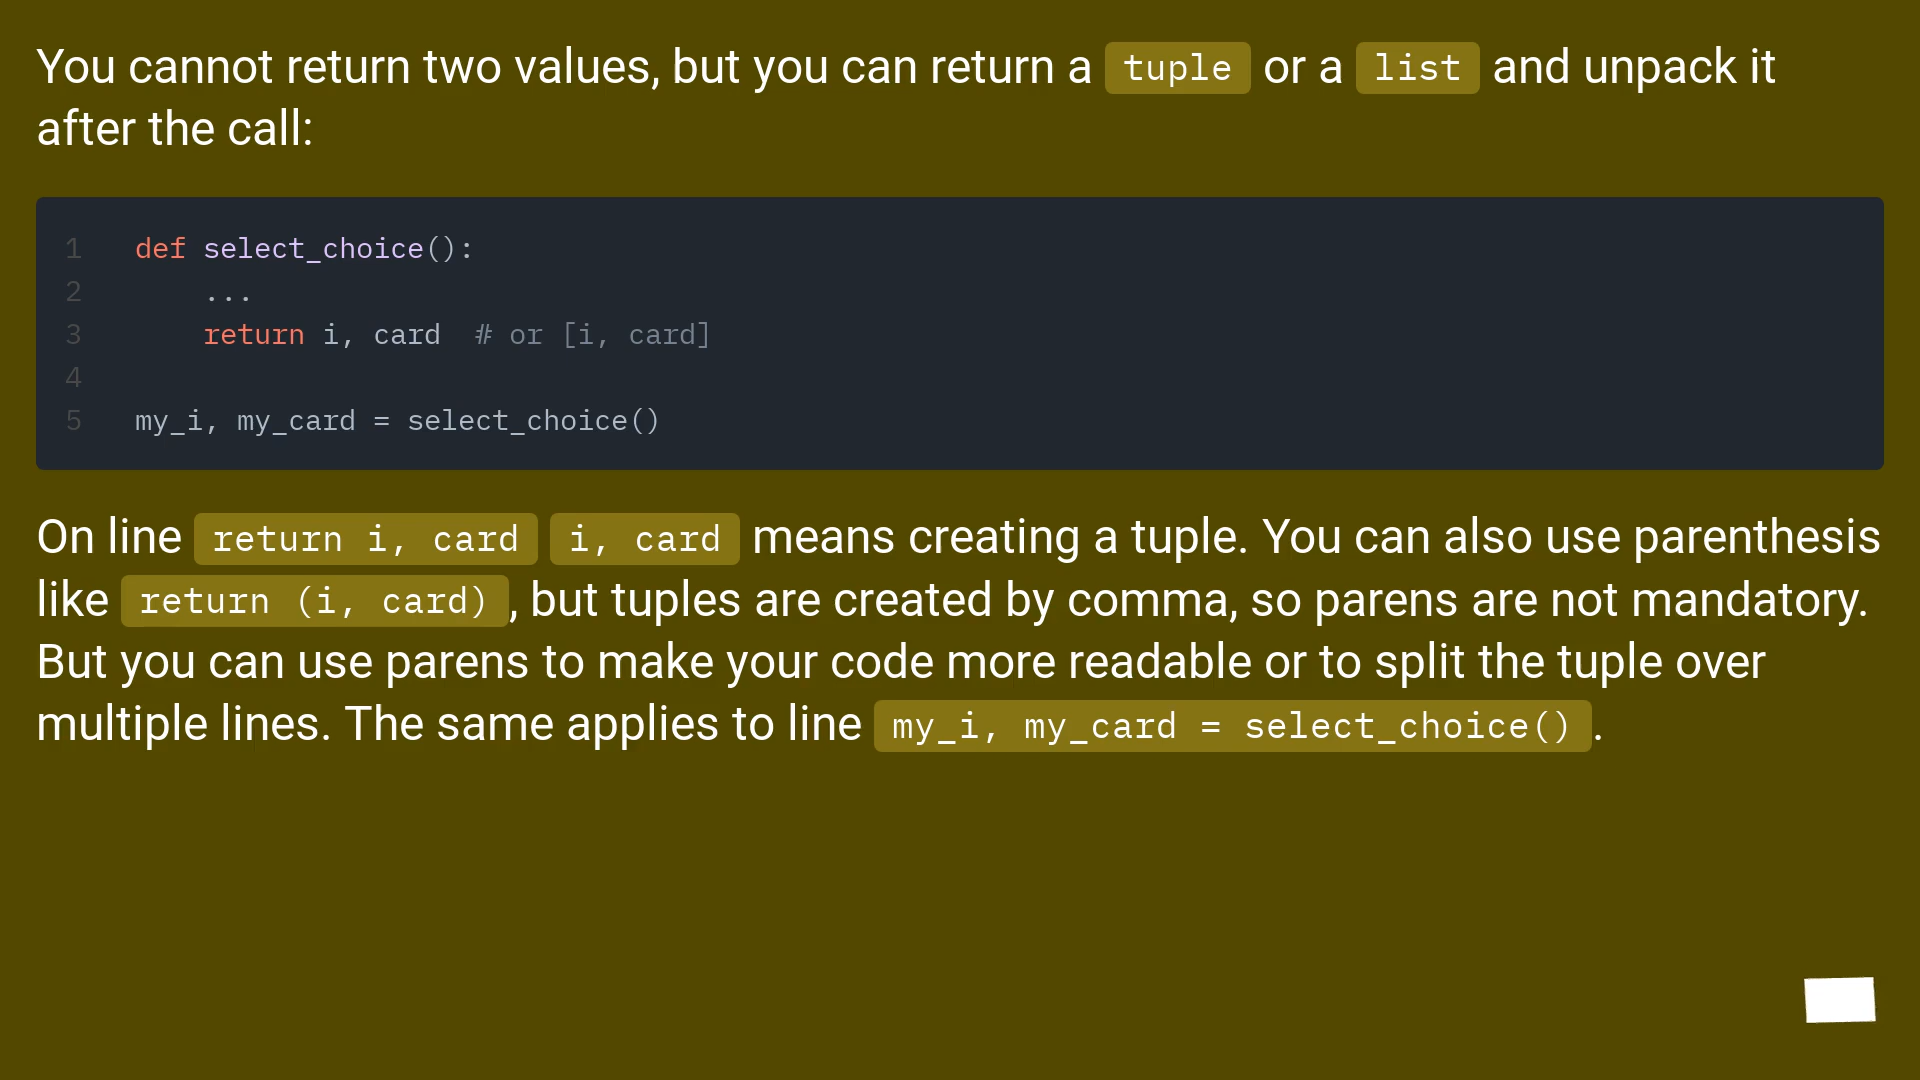 You cannot return two values, but you can return a tuple or a list and unpack it
after the call:
1 def select_choice():
2     ...
3     return i, card  # or [i, card]
4
5 my_i, my_card = select_choice()
On line return i, card i, card means creating a tuple. You can also use parenthesis
like return (i, card), but tuples are created by comma, so parens are not mandatory.
But you can use parens to make your code more readable or to split the tuple over
multiple lines. The same applies to line my_i, my_card = select_choice().